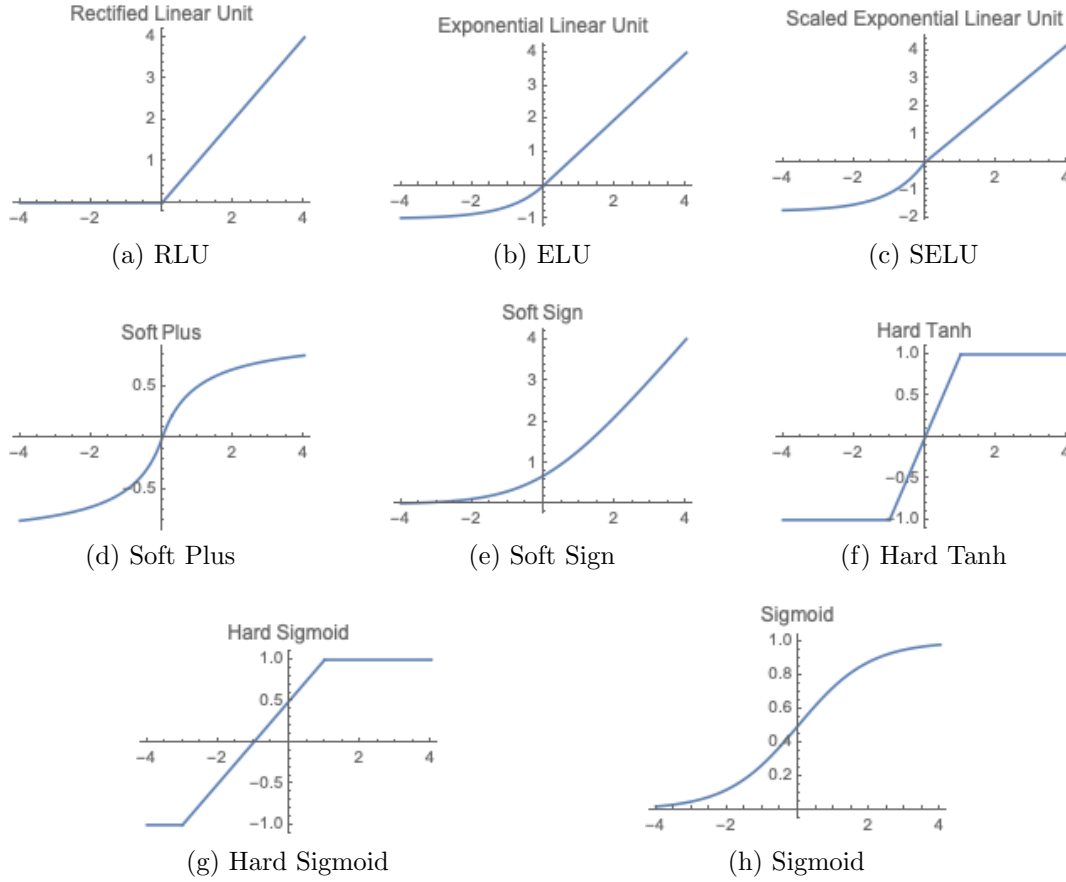 Rectified Linear Unit
4
3
2
1
−4 −2 2 4
(a) RLU
Exponential Linear Unit
4
3
2
1
−4 −2 2 4
−1
(b) ELU
Scaled Exponential Linear Unit
4
3
2
1
−4 −2 2 4
−1
−2
(c) SELU
Soft Plus
0.5
−4 −2 2 4
−0.5
(d) Soft Plus
Soft Sign
4
3
2
1
−4 −2 2 4
(e) Soft Sign
Hard Tanh
1.0
0.5
−4 −2 2 4
−0.5
−1.0
(f) Hard Tanh
Hard Sigmoid
1.0
0.5
−4 −2 2 4
−0.5
−1.0
(g) Hard Sigmoid
Sigmoid
1.0
0.8
0.6
0.4
0.2
−4 −2 2 4
(h) Sigmoid